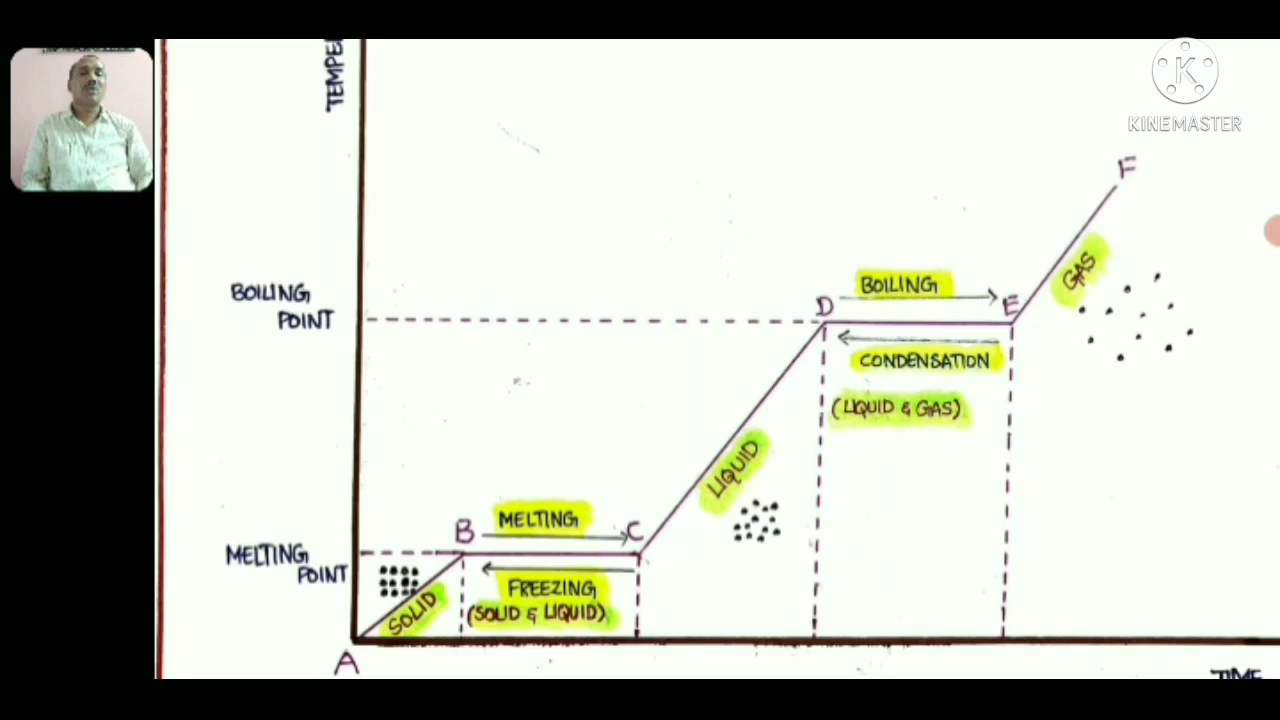 TEMPE
KINEMASTER
F
GAS
BOILING
D
E
BOILING
POINT
CONDENSATION
(LIQUID & GAS)
LIQUID
MELTING
B
C
MELTING
POINT
FREEZING
(SOLID & LIQUID)
SOLID
A
TIME